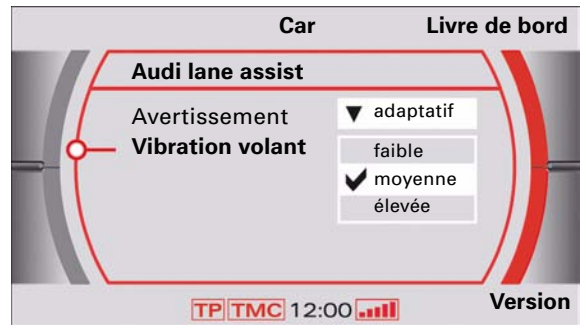 Car Livre de bord
Audi lane assist
Avertissement ▼ adaptatif
Vibration volant faible
✔ moyenne
élevée
TP TMC 12:00
Version